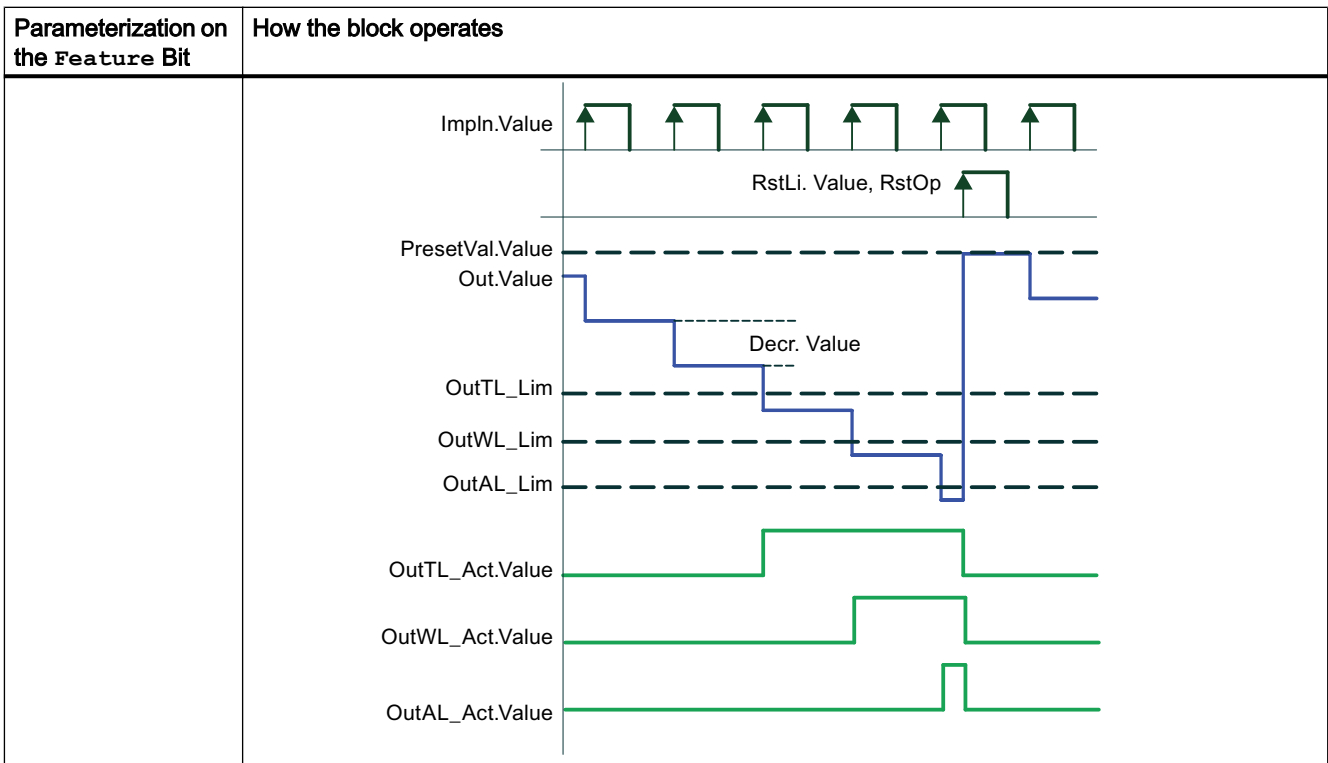 Parameterization on
the Feature Bit
How the block operates
ImpIn.Value
RstLi. Value, RstOp
PresetVal.Value
Out.Value
Decr. Value
OutTL_Lim
OutWL_Lim
OutAL_Lim
OutTL_Act.Value
OutWL_Act.Value
OutAL_Act.Value